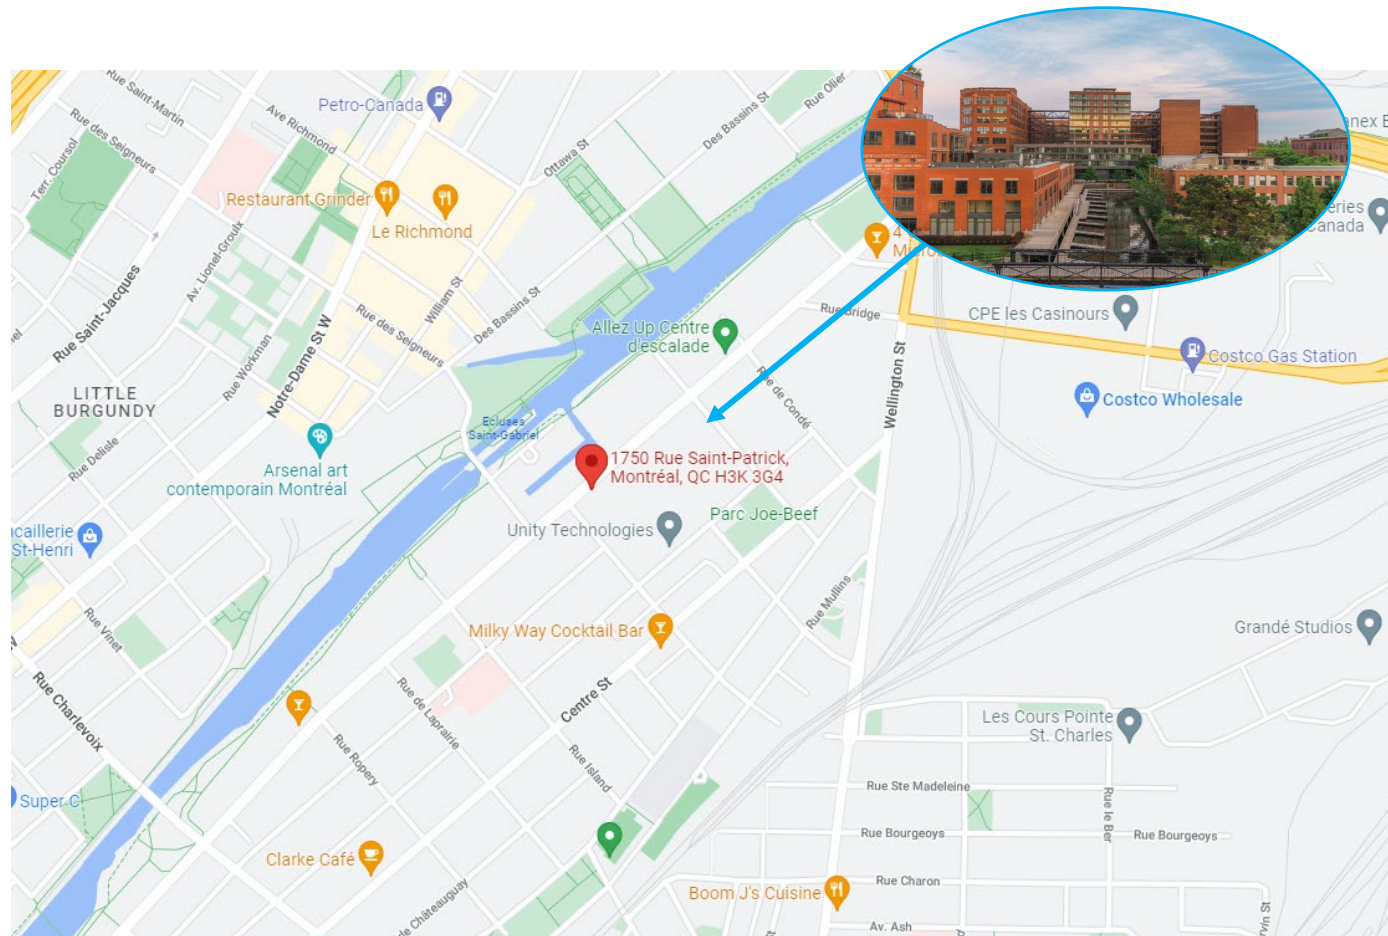 Rue Saint-Martin
Rue des Seigneurs
Terr. Coursol
Ave Richmond
Petro-Canada
Ottawa St
Des Bassins St
Rue Olier
Restaurant Grinder
Le Richmond
Av. Lionel-Groulx
William St
Rue des Seigneurs
Des Bassins St
Rue Saint-Jacques
Rue Workman
Notre-Dame St W
LITTLE
BURGUNDY
Rue Delisle
Arsenal art
contemporain Montréal
Allez Up Centre
d'escalade
Rue de Condé
Rue Bridge
Wellington St
CPE les Casinours
Costco Gas Station
Costco Wholesale
Canada
4
Écluses
Saint-Gabriel
1750 Rue Saint-Patrick,
Montréal, QC H3K 3G4
Parc Joe-Beef
Unity Technologies
St-Henri
Rue Vinet
Rue Charlevoix
Milky Way Cocktail Bar
Rue Mullins
Grandé Studios
Centre St
Rue de Laprairie
Rue Ropery
Rue Island
Les Cours Pointe
St. Charles
Super C
Rue Ste Madeleine
Rue le Ber
Rue Bourgeoys
Rue Bourgeoys
Clarke Café
Rue Charon
Boom J's Cuisine
de Châteauguay
Av. Ash